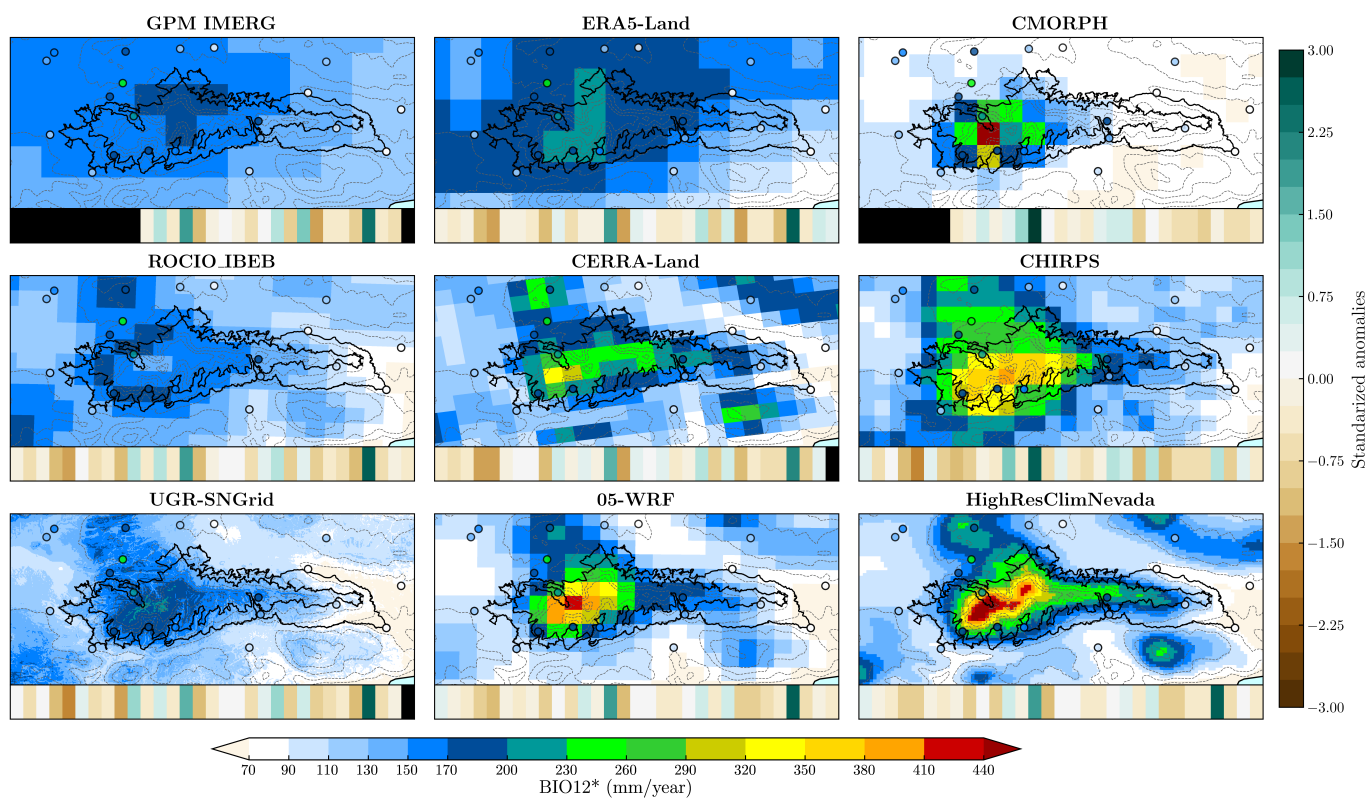 GPM IMERG
ERA5-Land
CMORPH
ROCIO_IBEB
CERRA-Land
CHIRPS
UGR-SNGrid
05-WRF
HighResClimNevada
3.00
2.25
1.50
0.75
0.00
−0.75
−1.50
−2.25
−3.00
Standarized anomalies
70 90 110 130 150 170 200 230 260 290 320 350 380 410 440
BIO12* (mm/year)